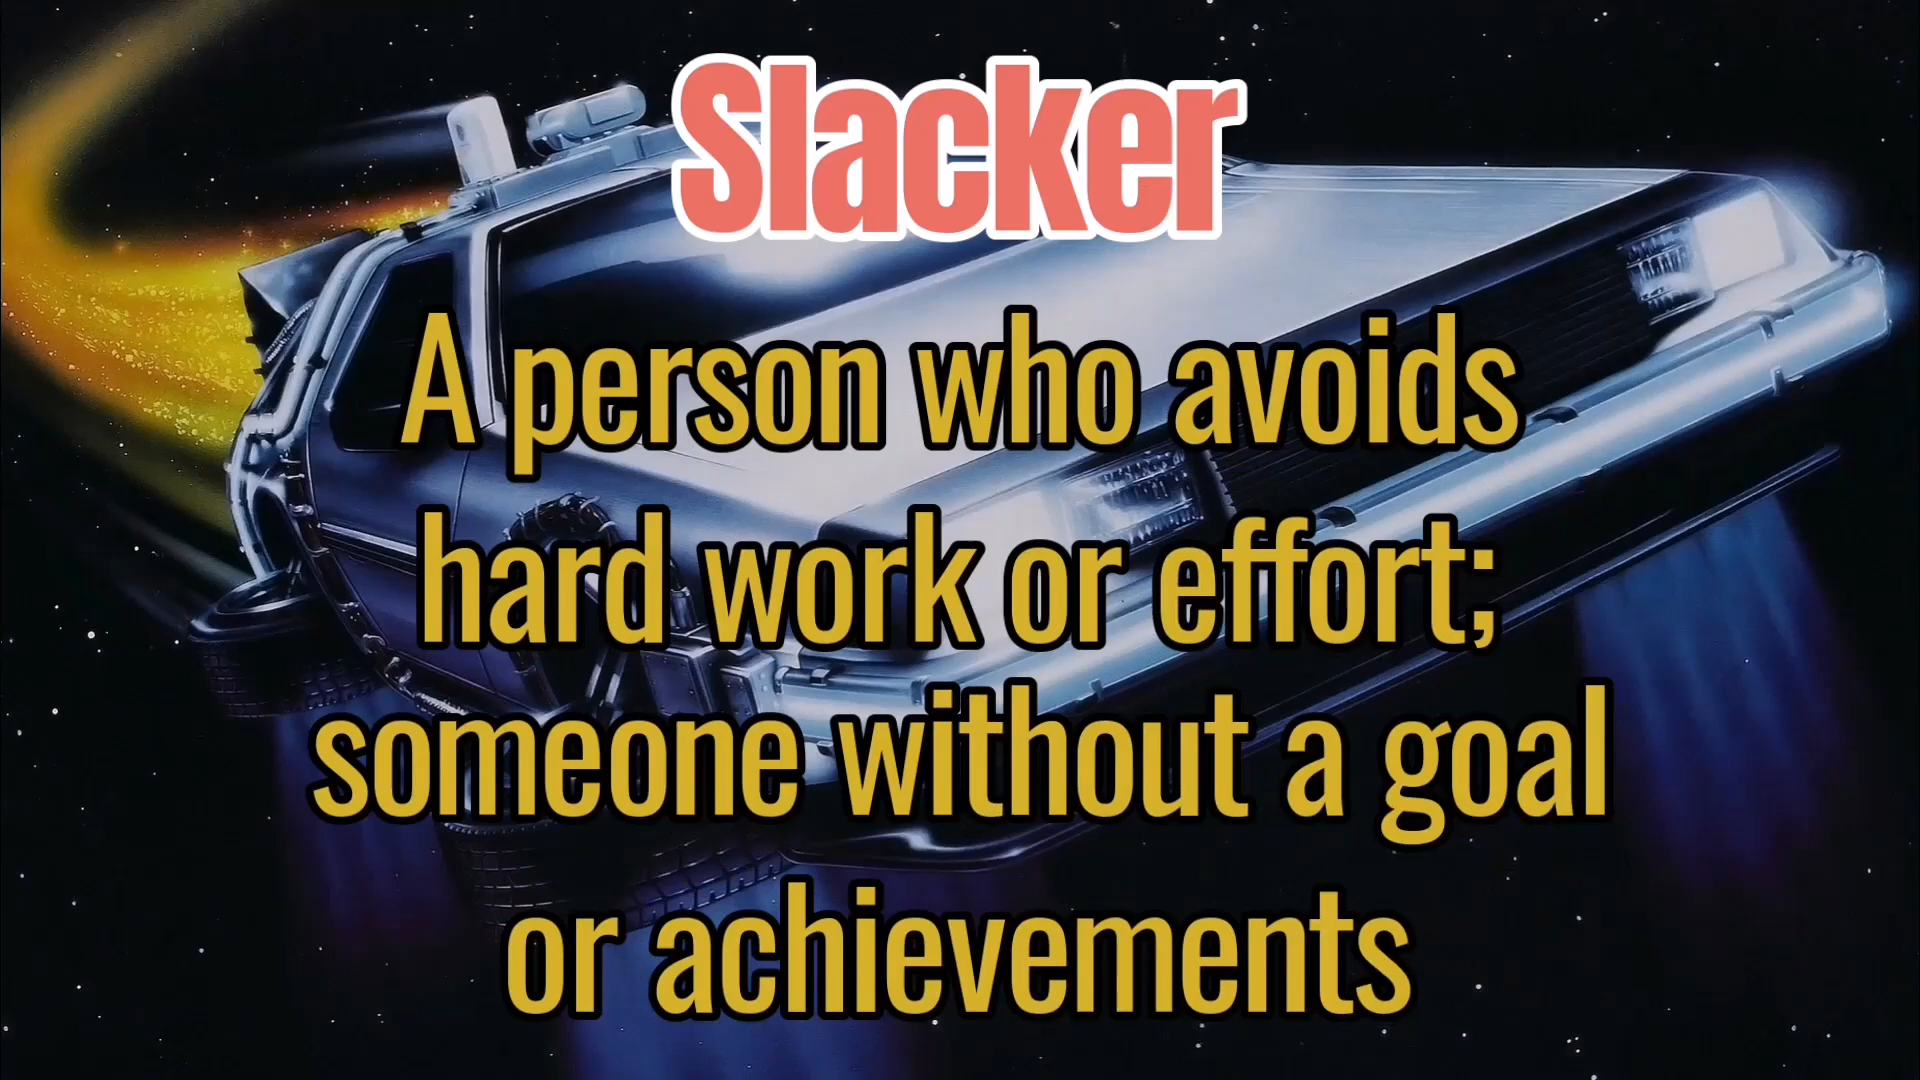 Slacker
A person who avoids
hard work or effort;
someone without a goal
or achievements